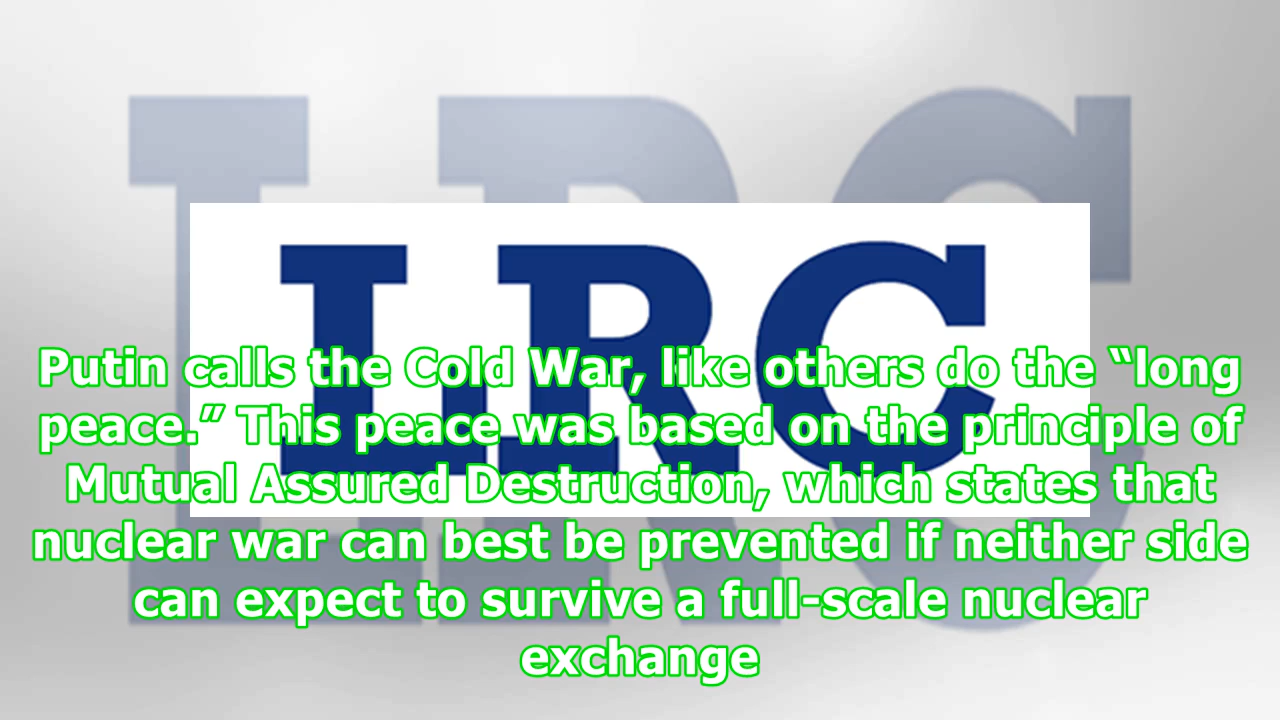 LRC
LRC
Putin calls the Cold War, like others do the “long
peace.” This peace was based on the principle of
Mutual Assured Destruction, which states that
nuclear war can best be prevented if neither side
can expect to survive a full-scale nuclear
exchange